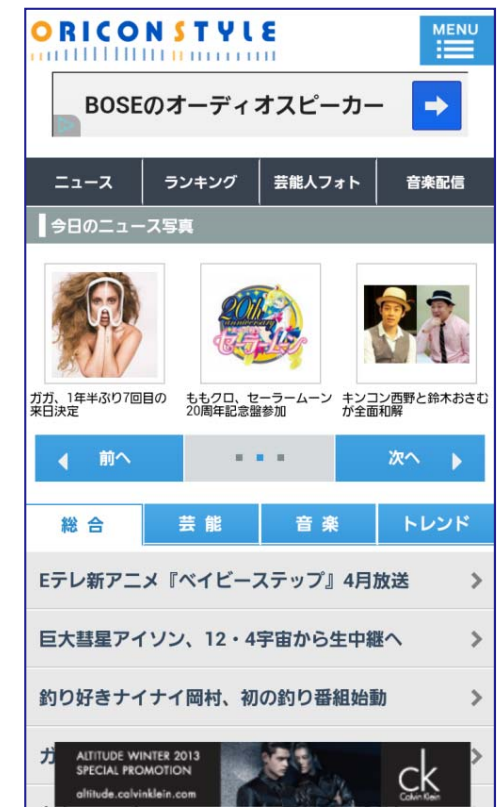 ORICON STYLE
MENU
BOSEのオーディオスピーカー
ニュース ランキング 芸能人フォト 音楽配信
今日のニュース写真
20th
anniversary
セーラームーン
ガガ、1年半ぶり7回目の
来日決定
ももクロ、セーラームーン
20周年記念盤参加
キンコン西野と鈴木おさむ
が全面和解
前へ 次へ
総合 芸能 音楽 トレンド
Eテレ新アニメ『ベイビーステップ』4月放送
巨大彗星アイソン、12・4宇宙から生中継へ
釣り好きナイナイ岡村、初の釣り番組始動
ガ
ALTITUDE WINTER 2013
SPECIAL PROMOTION
altitude.calvinklein.com
ck
Calvin Klein